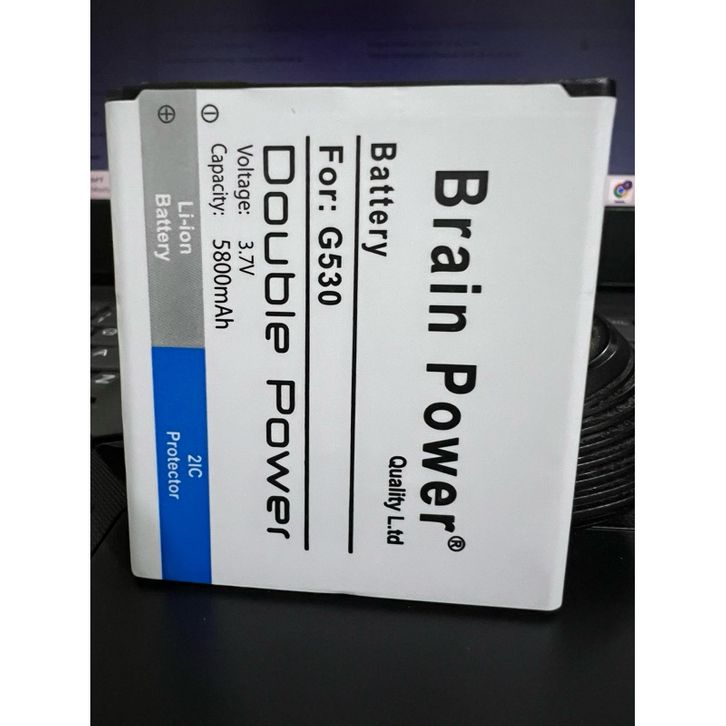 Brain Power®
Quality L.td
Battery
For: G530
Double Power
Voltage: 3.7V
Capacity: 5800mAh
Li-ion
Battery
2IC
Protector